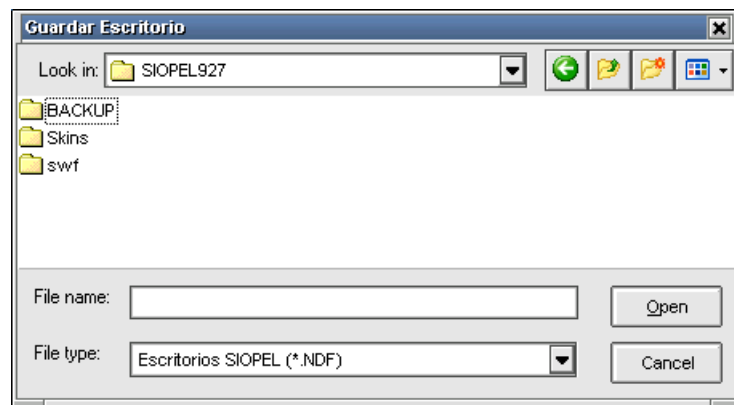 Guardar Escritorio
Look in: SIOPEL927
BACKUP
Skins
swf
File name:
Open
File type: Escritorios SIOPEL (*.NDF)
Cancel